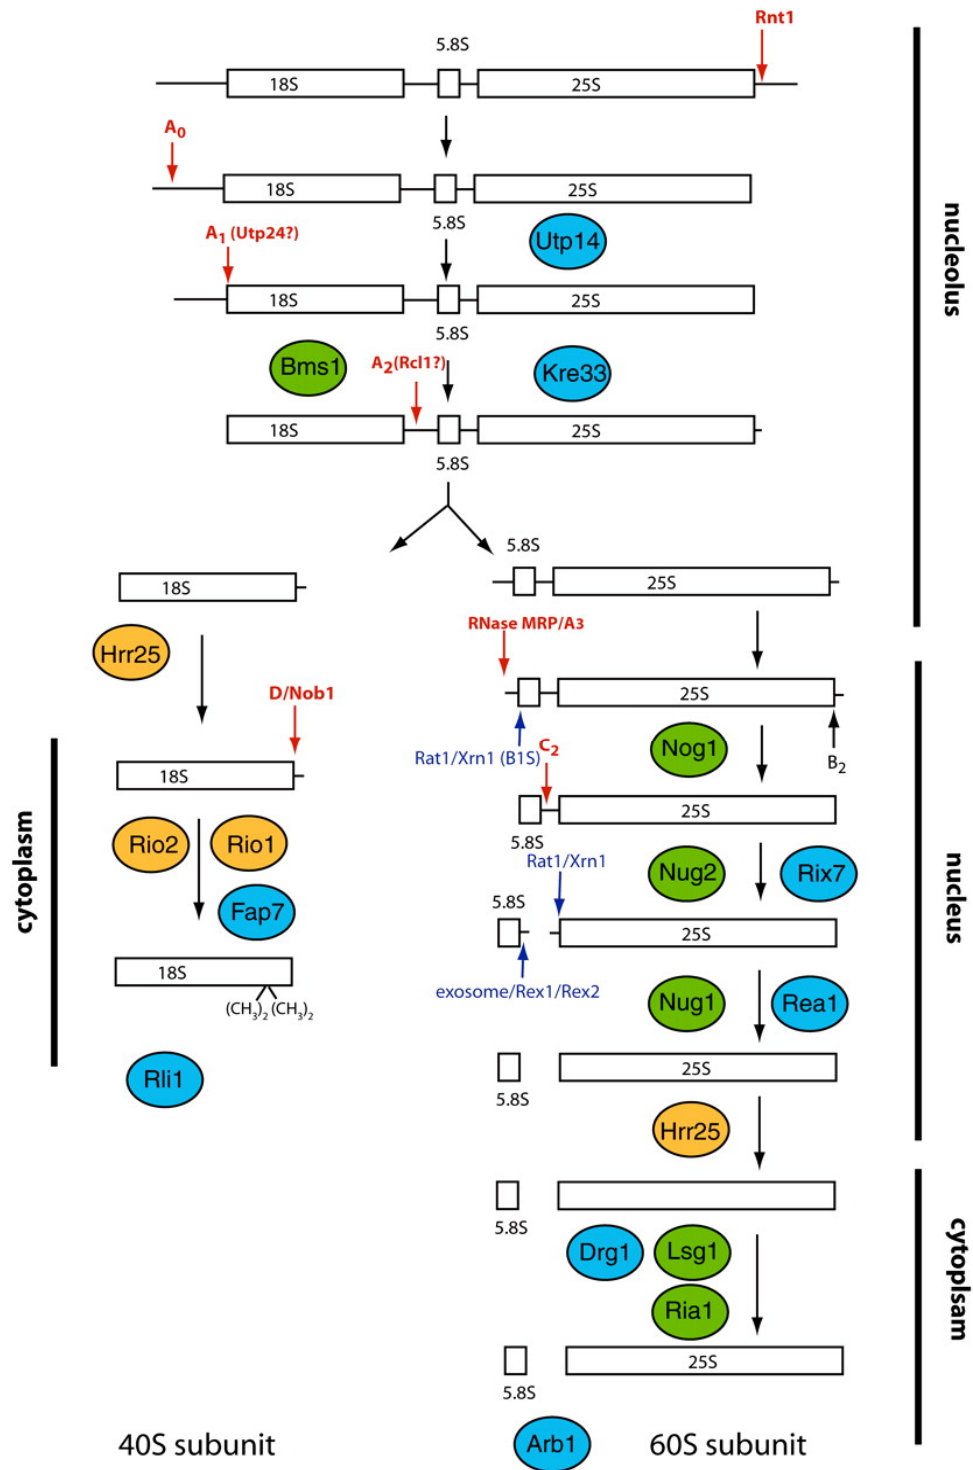 Rnt1
5.8S
18S
25S
A0
18S
25S
5.8S
Utp14
A1 (Utp24?)
18S
25S
5.8S
Bms1
A2(Rcl1?)
Kre33
18S
25S
5.8S
nucleolus
5.8S
18S
25S
Hrr25
RNase MRP/A3
D/Nob1
25S
Rat1/Xrn1 (B1S)
C2
Nog1
B2
18S
25S
5.8S
Rio2
Rio1
Rat1/Xrn1
Nug2
Rix7
Fap7
5.8S
25S
18S
exosome/Rex1/Rex2
(CH3)2 (CH3)2
Nug1
Rea1
cytoplasm
nucleus
Rli1
25S
5.8S
Hrr25
5.8S
Drg1
Lsg1
Ria1
25S
5.8S
cytoplsam
40S subunit
Arb1
60S subunit